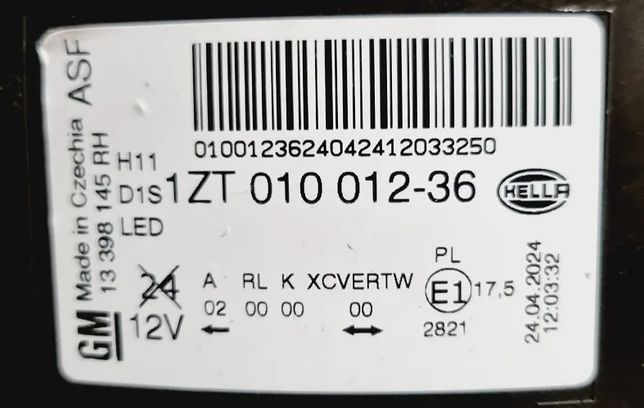 GM
Made in Czechia
13 398 145 RH
ASF
0100123624042412033250
H11
D1S
LED
1ZT 010 012-36
HELLA
24
12V
A RL K XCVERTW
02 00 00 00
PL
E1 17,5
2821
24.04.2024
12:03:32